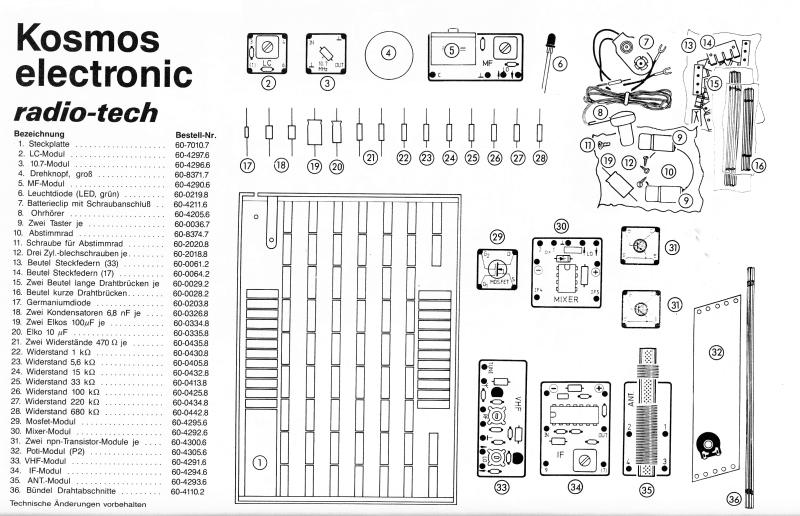 Kosmos
electronic
radio-tech
Bezeichnung Bestell-Nr.
1. Steckplatte ................ 60-7010.7
2. LC-Modul ................ 60-4297.6
3. 10.7-Modul ................ 60-4296.6
4. Drehknopf, groß ................ 60-8371.7
5. MF-Modul ................ 60-4290.6
6. Leuchtdiode (LED, grün) ......... 60-0219.8
7. Batterieclip mit Schraubanschluß .. 60-4211.6
8. Ohrhörer ................ 60-4205.6
9. Zwei Taster je ................ 60-0036.7
10. Abstimmrad ................ 60-8374.7
11. Schraube für Abstimmrad ........ 60-2020.8
12. Drei Zyl.-blechschrauben je ....... 60-2018.8
13. Beutel Steckfedern (33) .......... 60-0061.2
14. Beutel Steckfedern (17) .......... 60-0064.2
15. Zwei Beutel lange Drahtbrücken je 60-0029.2
16. Beutel kurze Drahtbrücken........ 60-0028.2
17. Germaniumdiode ................ 60-0203.8
18. Zwei Kondensatoren 6,8 nF je .... 60-0326.8
19. Zwei Elkos 100µF je ............ 60-0334.8
20. Elko 10 µF ................ 60-0335.8
21. Zwei Widerstände 470 Ω je ....... 60-0435.8
22. Widerstand 1 kΩ ................ 60-0430.8
23. Widerstand 5,6 kΩ .............. 60-0405.8
24. Widerstand 15 kΩ .............. 60-0432.8
25. Widerstand 33 kΩ .............. 60-0413.8
26. Widerstand 100 kΩ ............. 60-0425.8
27. Widerstand 220 kΩ ............. 60-0434.8
28. Widerstand 680 kΩ ............. 60-0442.8
29. Mosfet-Modul ................ 60-4295.6
30. Mixer-Modul ................ 60-4292.6
31. Zwei npn-Transistor-Module je .... 60-4300.6
32. Poti-Modul (P2) ................ 60-4305.6
33. VHF-Modul ................ 60-4291.6
34. IF-Modul ................ 60-4294.6
35. ANT.-Modul ................ 60-4293.6
36. Bündel Drahtabschnitte .......... 60-4110.2
Technische Änderungen vorbehalten
LC
2
IN
10.7
MHz OUT
3
4
5
MF
C
6
7
8
13
14
15
16
9
11
12
10
19
9
17
18
19
20
21
22
23
24
25
26
27
28
1
29
MOSFET
30
MIXER
31
31
32
TUNE
VHF
33
OUT
IF
34
ANT.
2 1
4 3
35
36